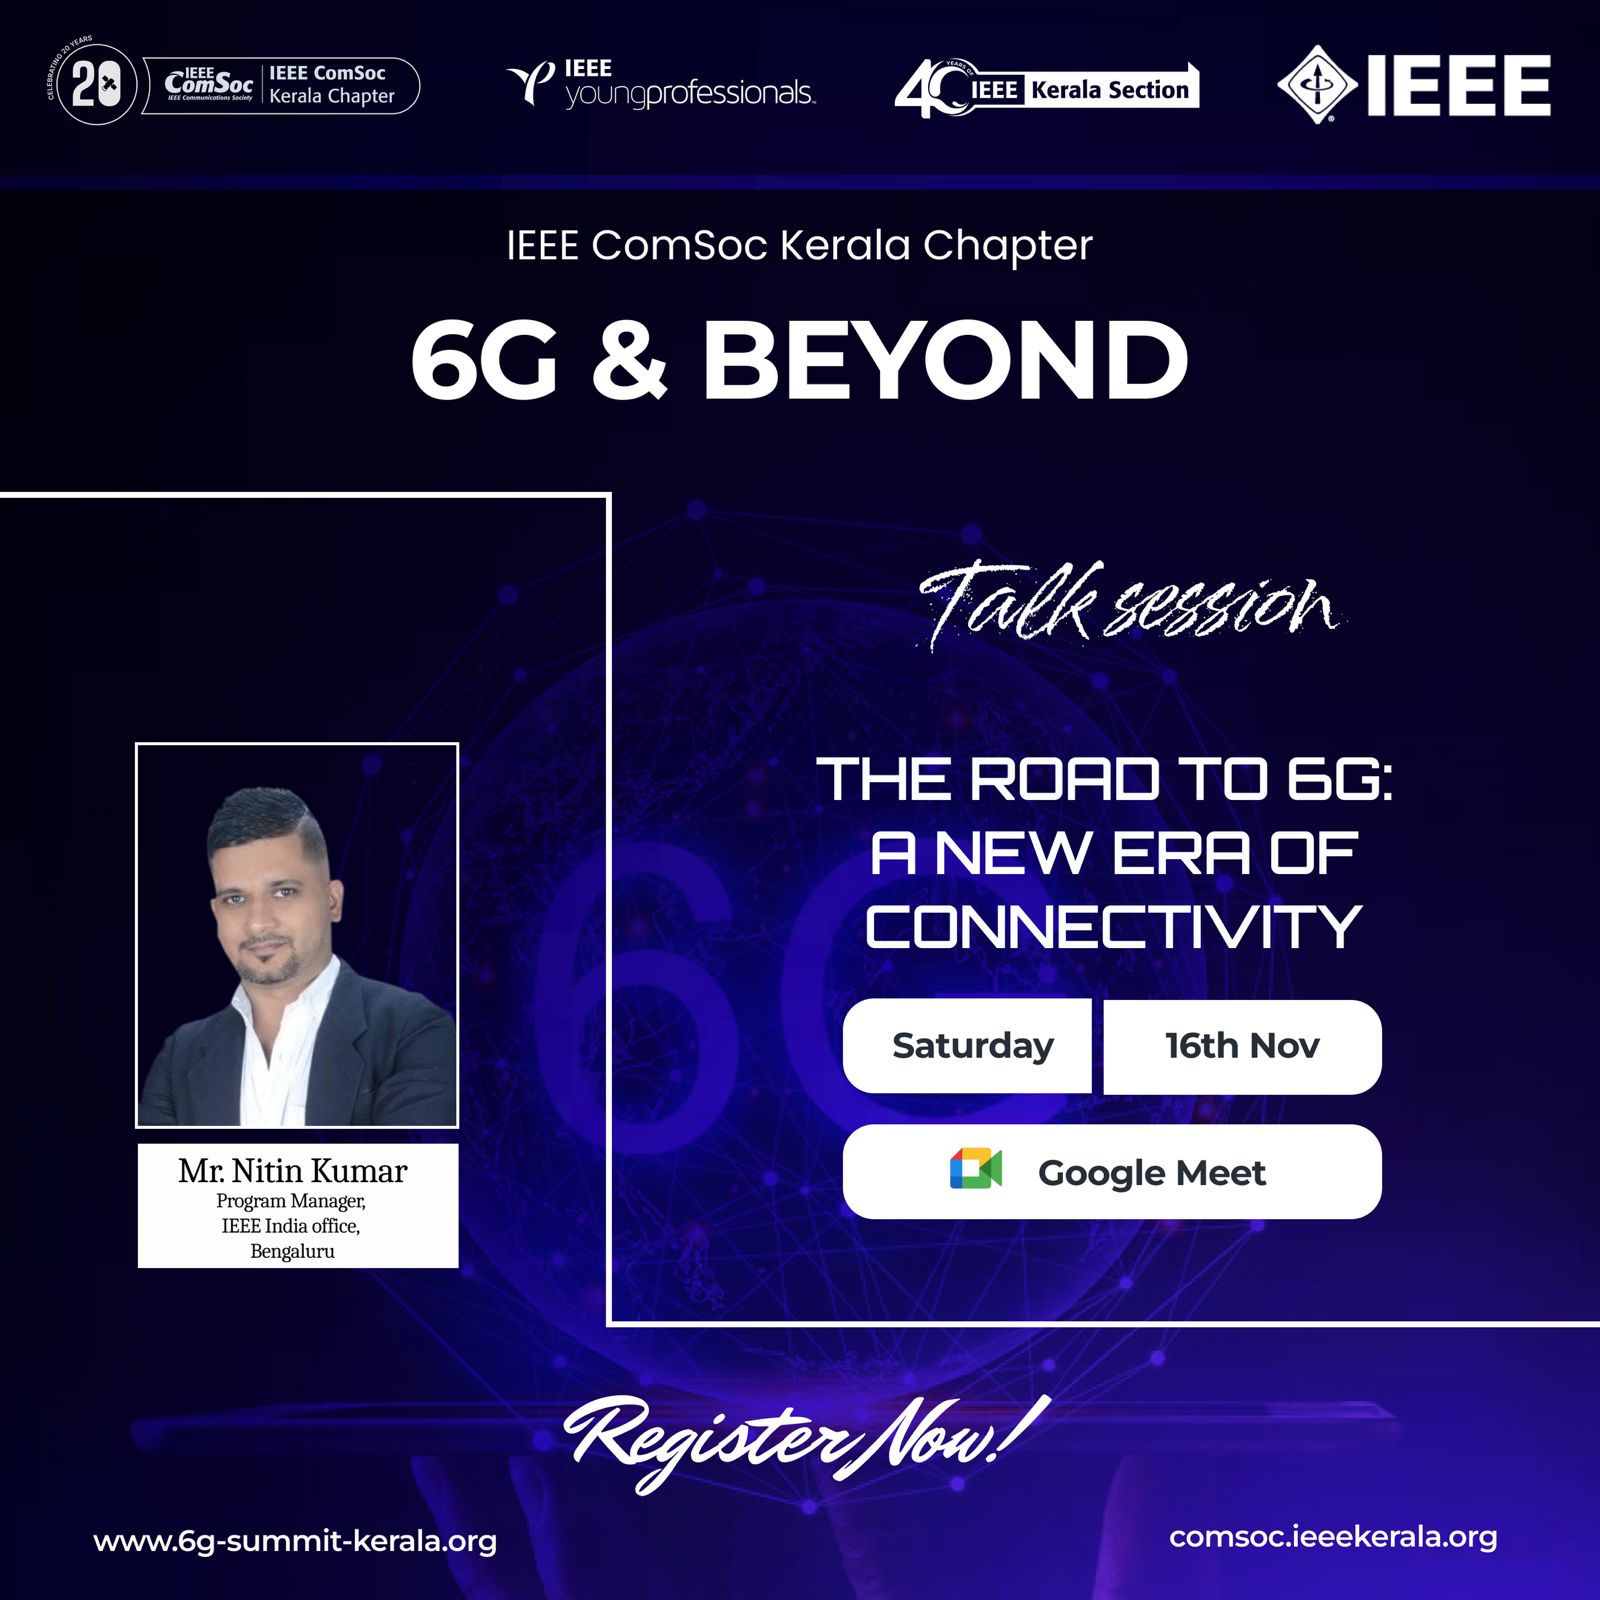 CELEBRATING 20 YEARS
20
IEEE
ComSoc
IEEE Communications Society
IEEE ComSoc
Kerala Chapter
IEEE
youngprofessionals
40
YEARS OF
IEEE
Kerala Section
IEEE
IEEE ComSoc Kerala Chapter
6G & BEYOND
Talk session
THE ROAD TO 6G:
A NEW ERA OF
CONNECTIVITY
Saturday
16th Nov
Google Meet
6G
Mr. Nitin Kumar
Program Manager,
IEEE India office,
Bengaluru
Register Now!
www.6g-summit-kerala.org
comsoc.ieeekerala.org